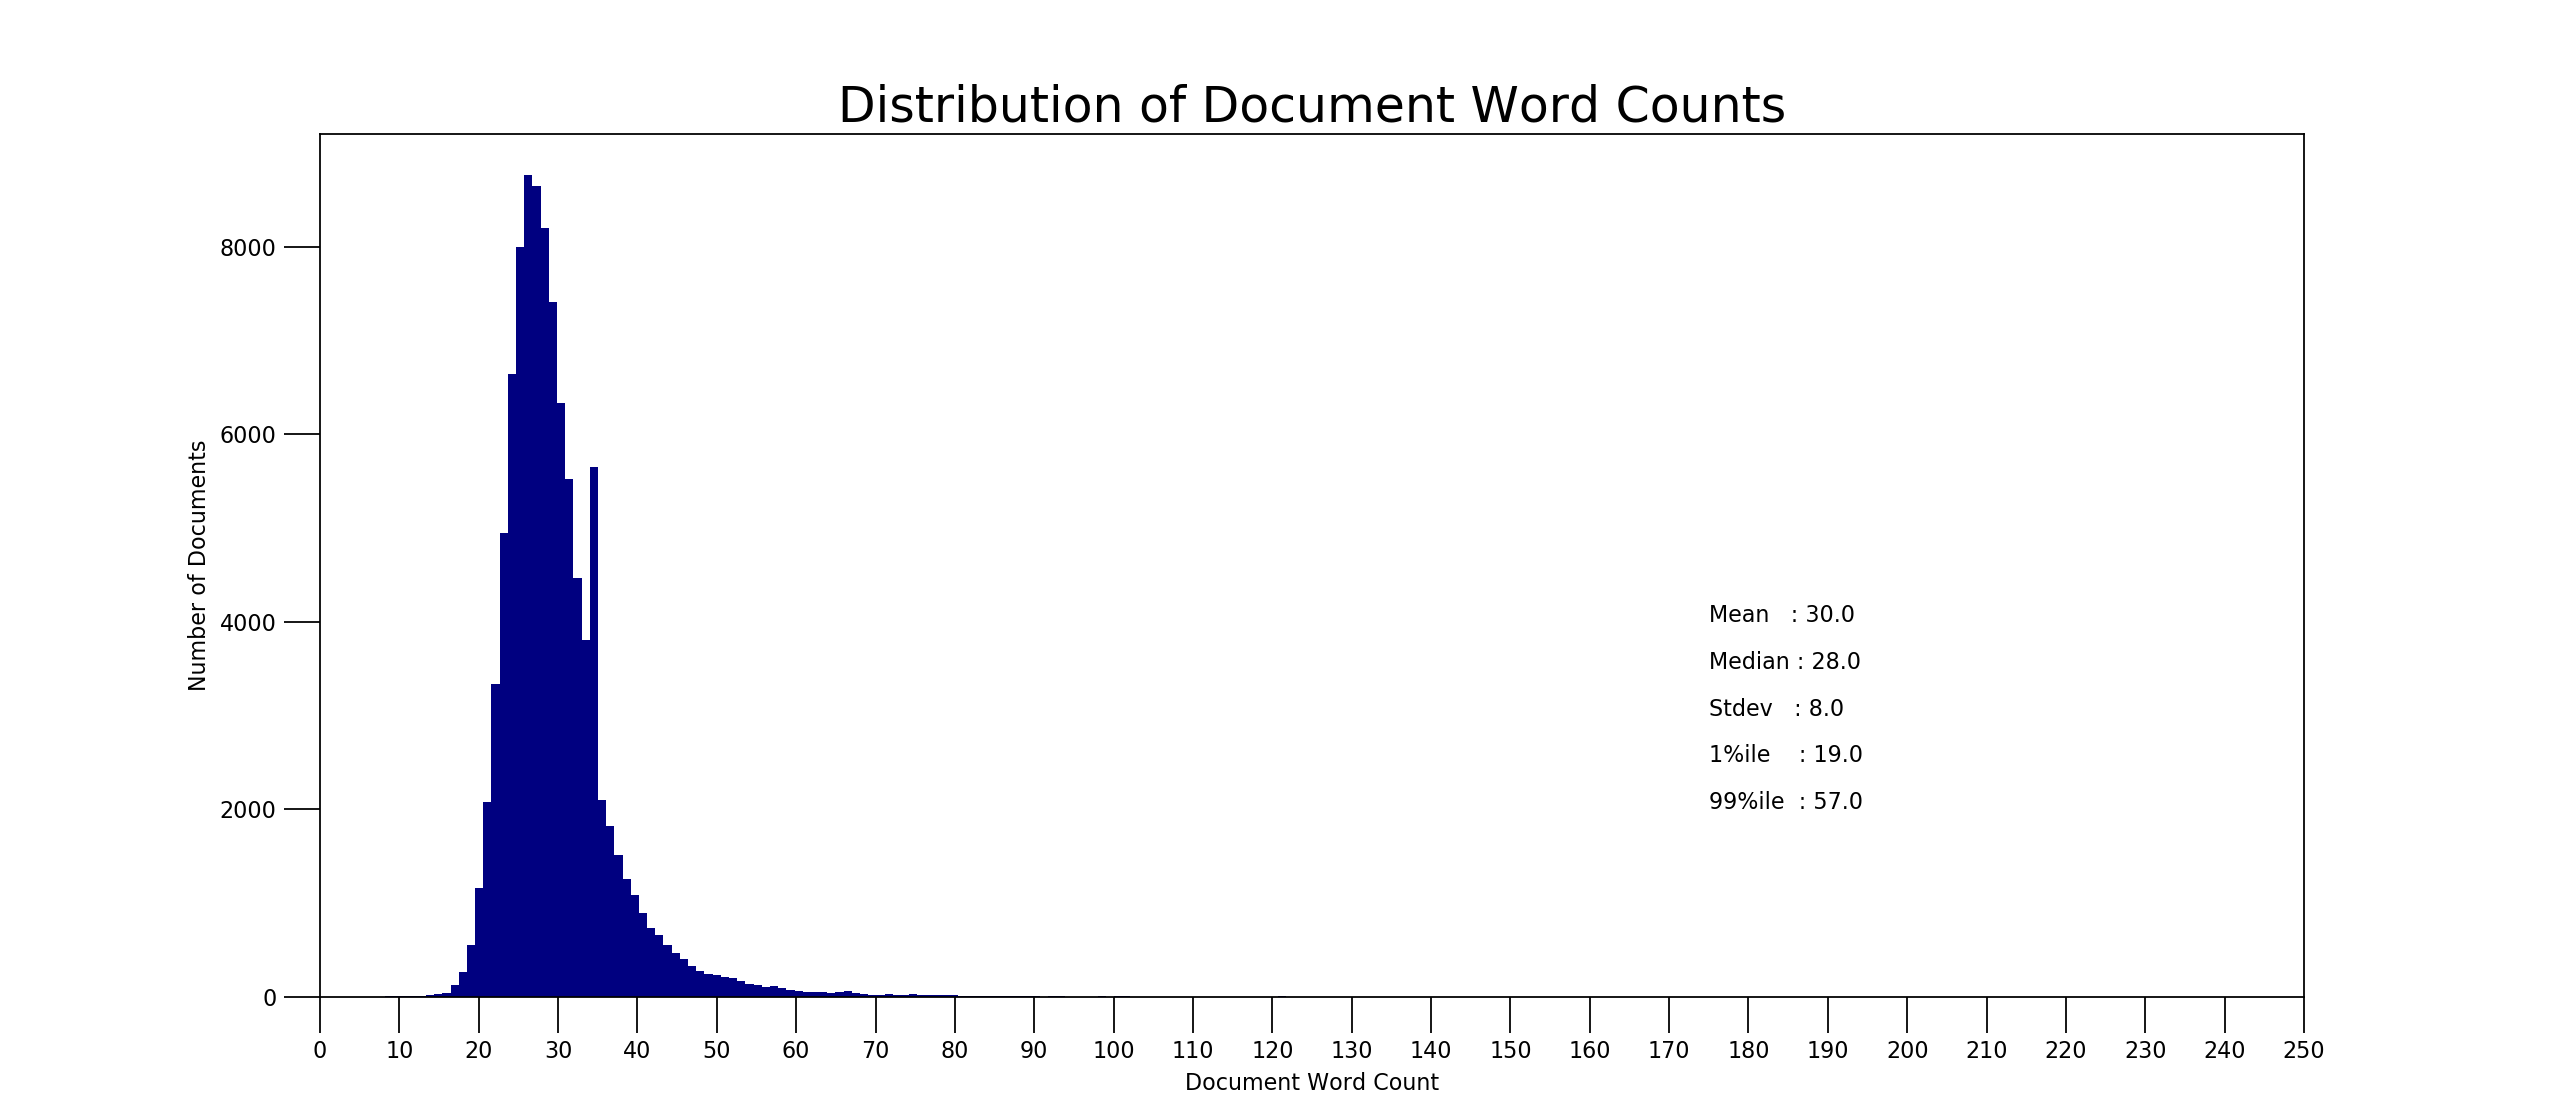 Distribution of Document Word Counts
8000
6000
4000
2000
0
Number of Documents
Mean : 30.0
Median : 28.0
Stdev : 8.0
1%ile : 19.0
99%ile : 57.0
0 10 20 30 40 50 60 70 80 90 100 110 120 130 140 150 160 170 180 190 200 210 220 230 240 250
Document Word Count